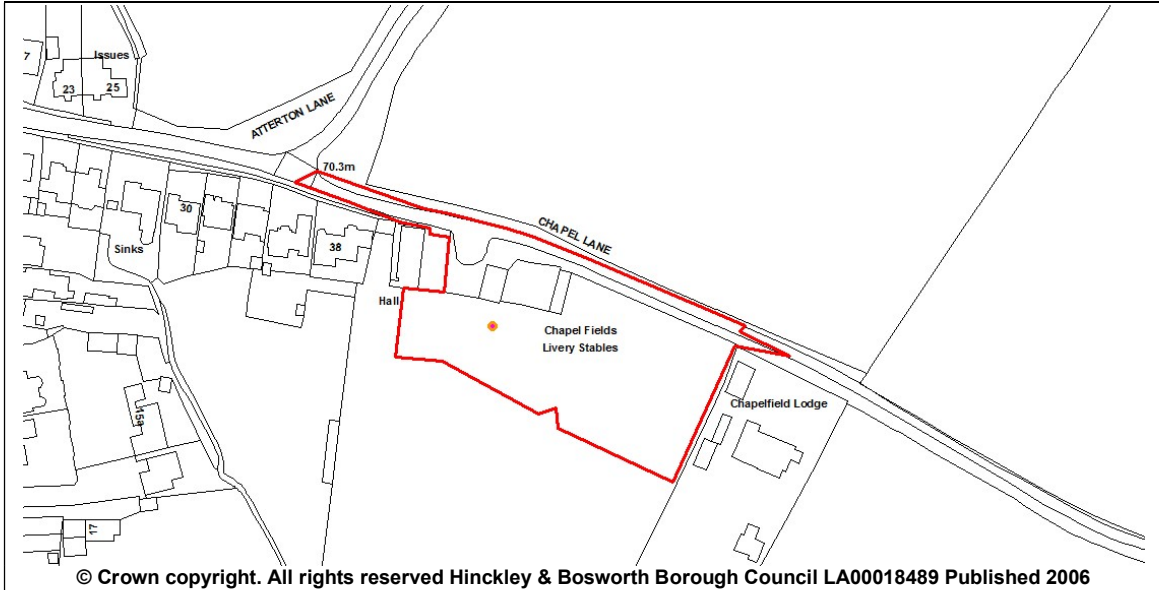 7
Issues
23
25
ATTERTON LANE
70.3m
CHAPEL LANE
30
38
Sinks
Hall
Chapel Fields
Livery Stables
Chapelfield Lodge
15a
17
© Crown copyright. All rights reserved Hinckley & Bosworth Borough Council LA00018489 Published 2006